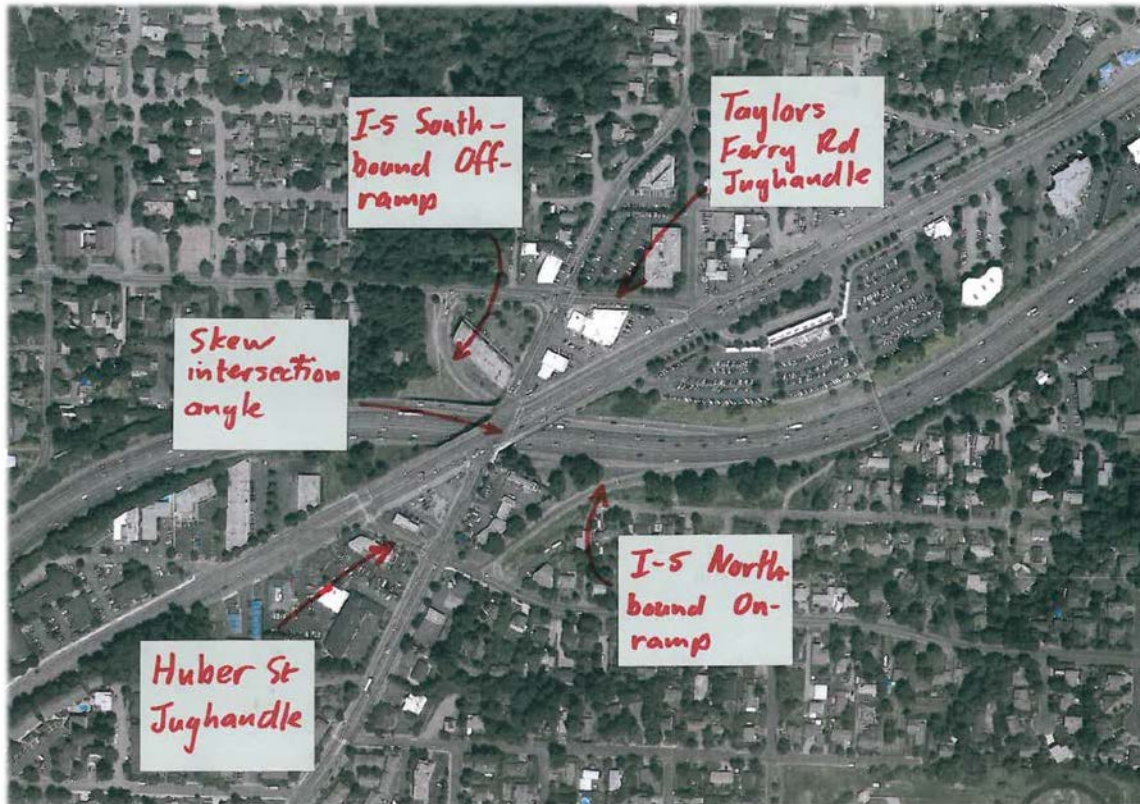 I-5 South-
bound Off-
ramp
Taylors
Ferry Rd
Jughandle
Skew
intersection
angle
I-5 North-
bound On-
ramp
Huber St
Jughandle